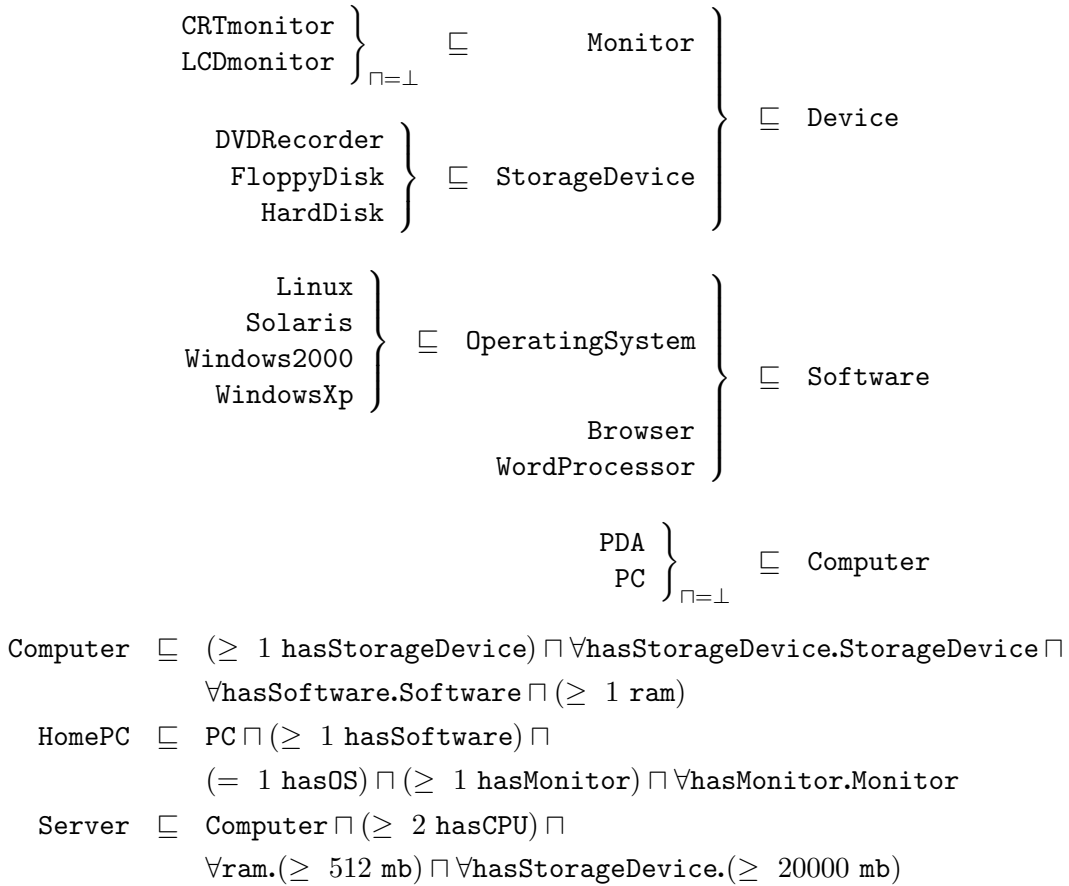 CRTmonitor
LCDmonitor
⊓=⊥
⊑ Monitor
DVDRecorder
FloppyDisk
HardDisk
⊑ StorageDevice
⊑ Device
Linux
Solaris
Windows2000
WindowsXp
⊑ OperatingSystem
Browser
WordProcessor
⊑ Software
PDA
PC
⊓=⊥
⊑ Computer
Computer ⊑ (≥ 1 hasStorageDevice) ⊓ ∀hasStorageDevice.StorageDevice ⊓
∀hasSoftware.Software ⊓ (≥ 1 ram)
HomePC ⊑ PC ⊓ (≥ 1 hasSoftware) ⊓
(= 1 hasOS) ⊓ (≥ 1 hasMonitor) ⊓ ∀hasMonitor.Monitor
Server ⊑ Computer ⊓ (≥ 2 hasCPU) ⊓
∀ram.(≥ 512 mb) ⊓ ∀hasStorageDevice.(≥ 20000 mb)